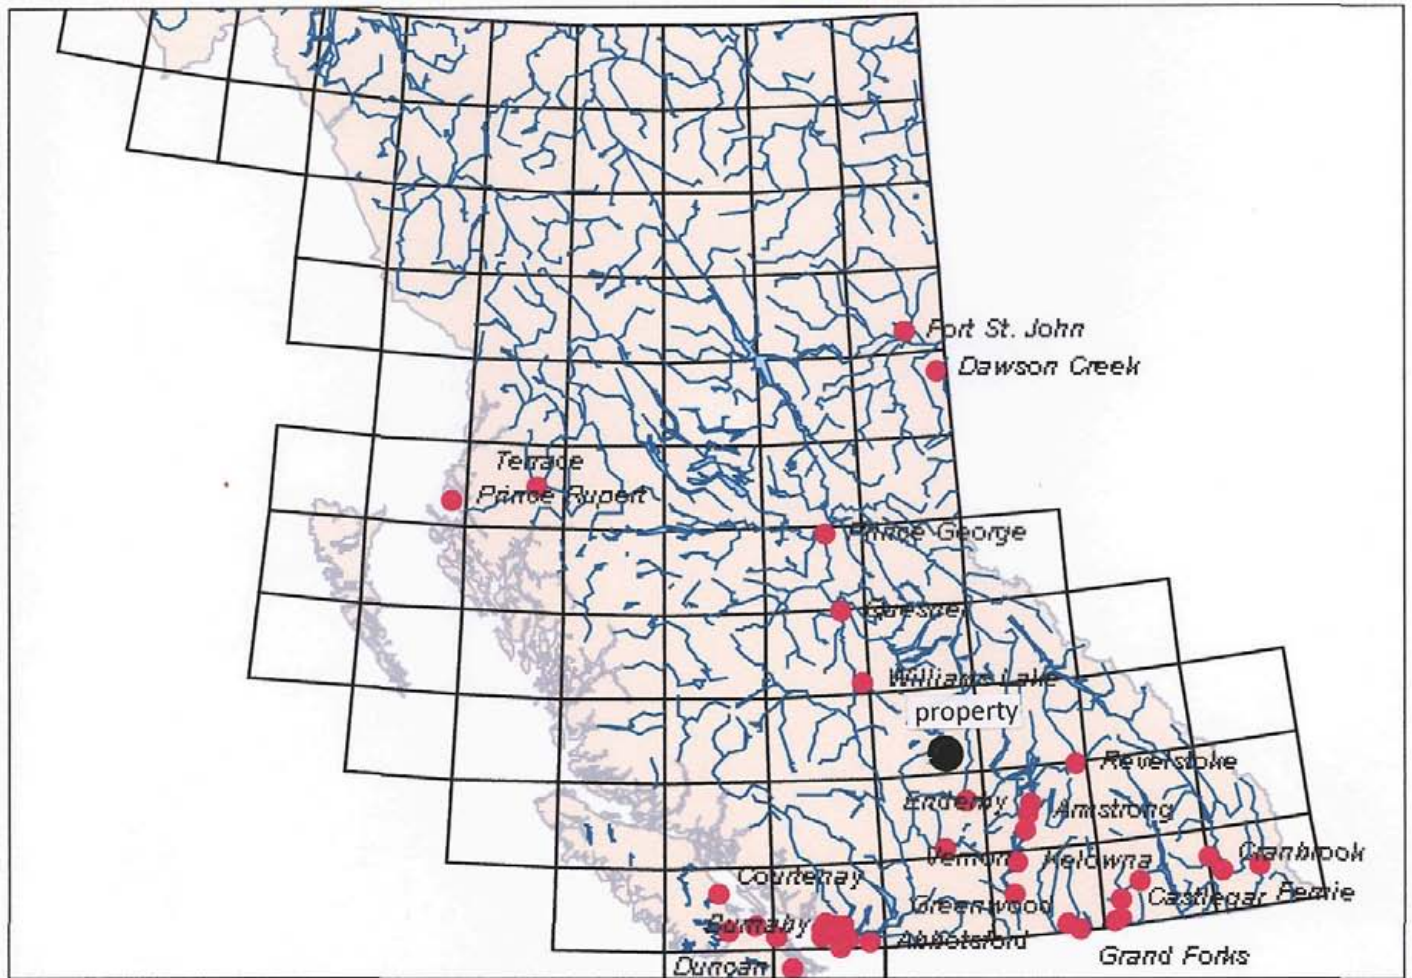 Fort St. John
Dawson Creek
Terrace
Prince Rupert
Prince George
Quesnel
Williams Lake
property
Revelstoke
Enderby
Armstrong
Vernon
Kelowna
Cranbrook
Courtenay
Castlegar
Fernie
Greenwood
Burnaby
Abbotsford
Grand Forks
Duncan